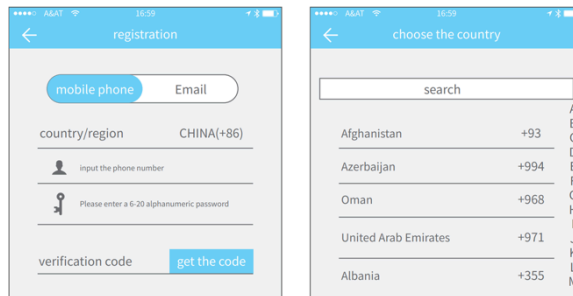 A&AT 16:59
registration
mobile phone Email
country/region CHINA(+86)
input the phone number
Please enter a 6-20 alphanumeric password
verification code get the code
A&AT 16:59
choose the country
search
Afghanistan +93
Azerbaijan +994
Oman +968
United Arab Emirates +971
Albania +355